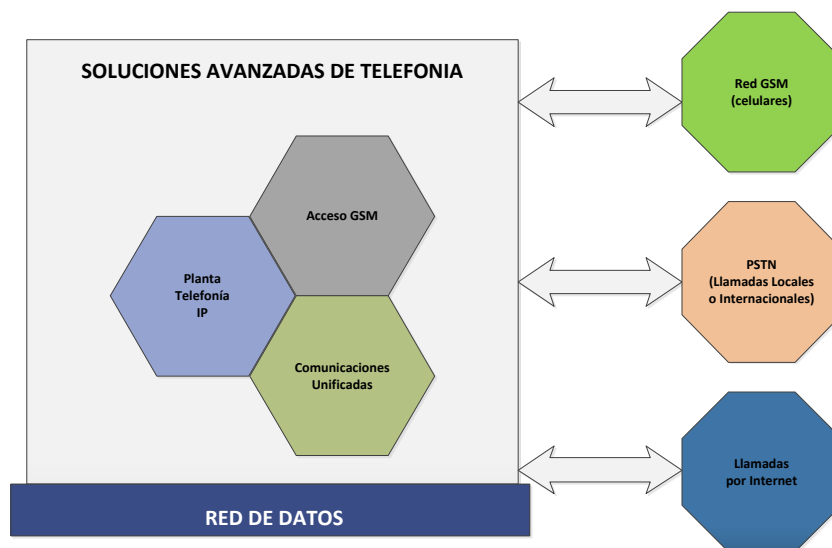 SOLUCIONES AVANZADAS DE TELEFONIA
Acceso GSM
Planta
Telefonía
IP
Comunicaciones
Unificadas
RED DE DATOS
Red GSM
(celulares)
PSTN
(Llamadas Locales
o Internacionales)
Llamadas
por Internet